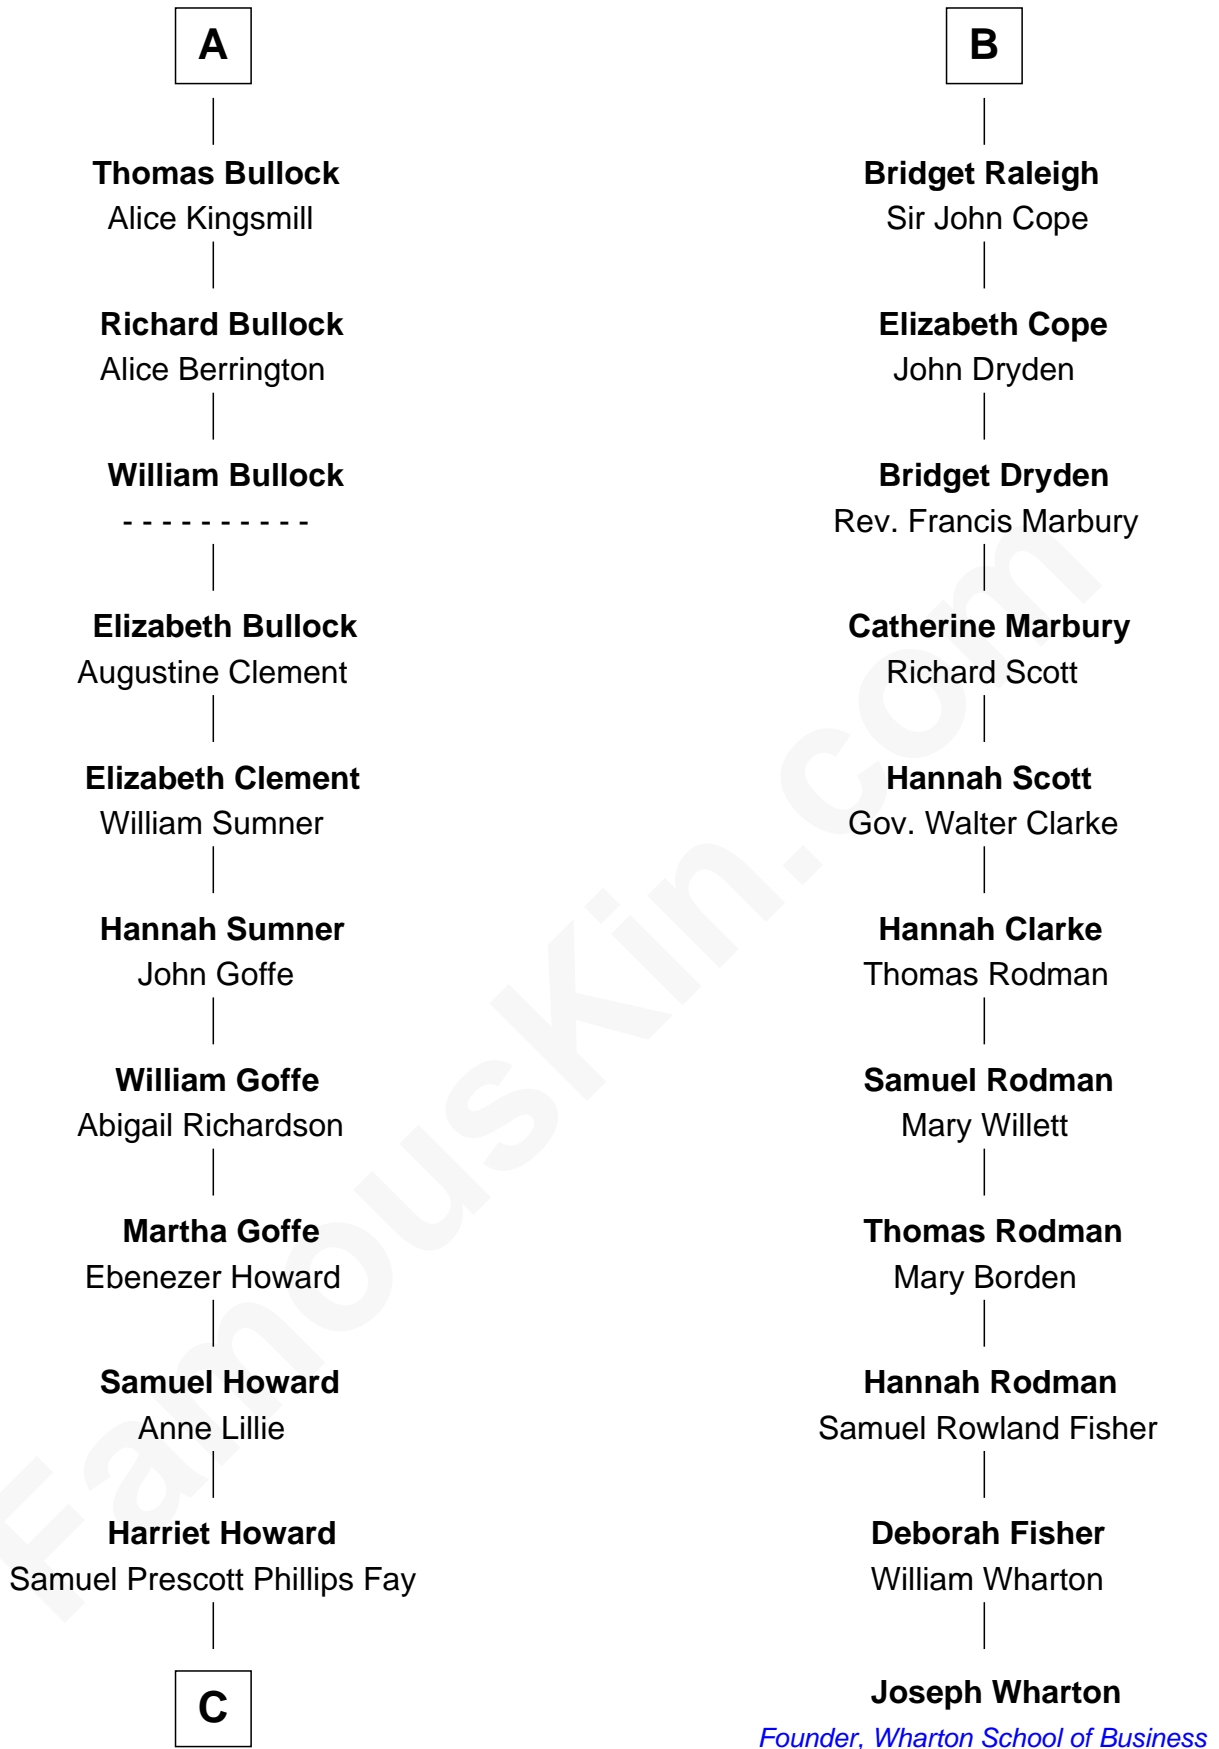 A
Thomas Bullock
Alice Kingsmill
Richard Bullock
Alice Berrington
William Bullock
- - - - - - - - - -
Elizabeth Bullock
Augustine Clement
Elizabeth Clement
William Sumner
Hannah Sumner
John Goffe
William Goffe
Abigail Richardson
Martha Goffe
Ebenezer Howard
Samuel Howard
Anne Lillie
Harriet Howard
Samuel Prescott Phillips Fay
C
B
Bridget Raleigh
Sir John Cope
Elizabeth Cope
John Dryden
Bridget Dryden
Rev. Francis Marbury
Catherine Marbury
Richard Scott
Hannah Scott
Gov. Walter Clarke
Hannah Clarke
Thomas Rodman
Samuel Rodman
Mary Willett
Thomas Rodman
Mary Borden
Hannah Rodman
Samuel Rowland Fisher
Deborah Fisher
William Wharton
Joseph Wharton
Founder, Wharton School of Business
FamousKin.com